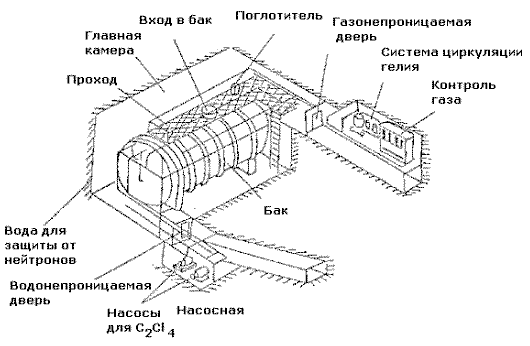 Вход в бак
Поглотитель
Главная
камера
Газонепроницаемая
дверь
Проход
Система циркуляции
гелия
Контроль
газа
Бак
Вода для
защиты от
нейтронов
Водонепроницаемая
дверь
Насосы
для C2Cl4
Насосная